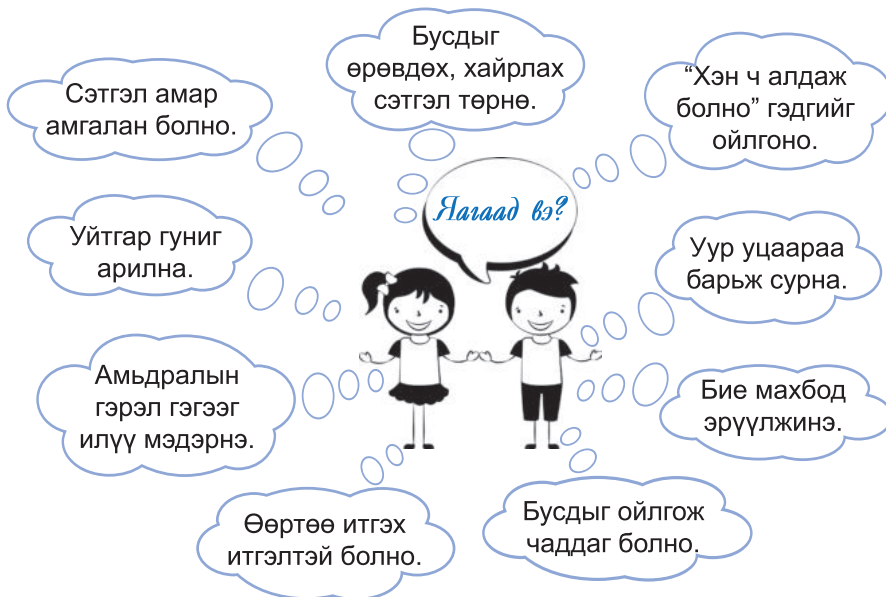 Бусдыг
өрөвдөх, хайрлах
сэтгэл төрнө.
Сэтгэл амар
амгалан болно.
“Хэн ч алдаж
болно” гэдгийг
ойлгоно.
Яагаад вэ?
Уйтгар гуниг
арилна.
Уур уцаараа
барьж сурна.
Амьдралын
гэрэл гэгээг
илүү мэдэрнэ.
Бие махбод
эрүүлжинэ.
Өөртөө итгэх
итгэлтэй болно.
Бусдыг ойлгож
чаддаг болно.